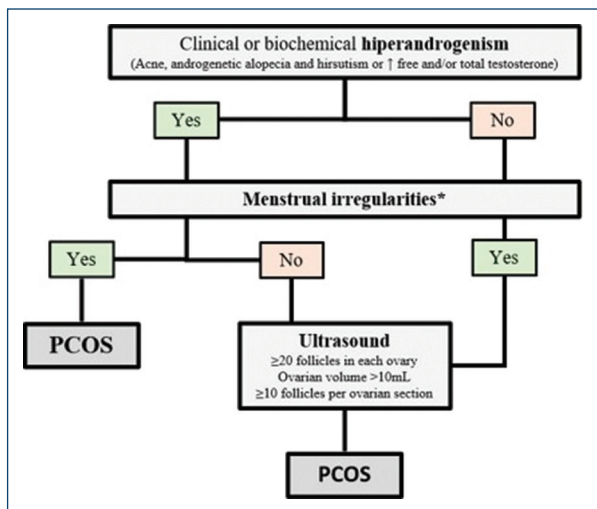 Clinical or biochemical hiperandrogenism
(Acne, androgenetic alopecia and hirsutism or ↑ free and/or total testosterone)
Yes
No
Menstrual irregularities*
Yes
No
Yes
PCOS
Ultrasound
≥20 follicles in each ovary
Ovarian volume >10mL
≥10 follicles per ovarian section
PCOS